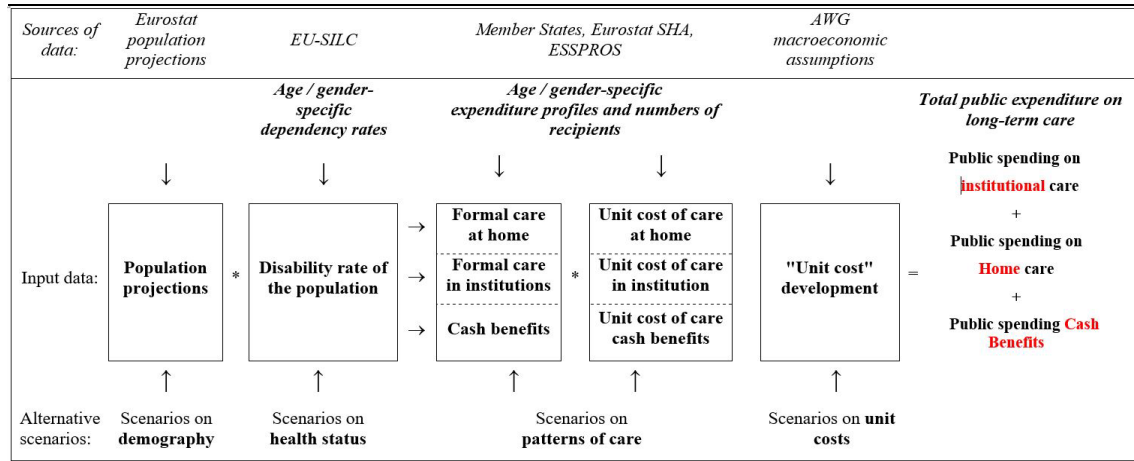 Sources of
data:
Eurostat
population
projections
EU-SILC
Member States, Eurostat SHA,
ESSPROS
AWG
macroeconomic
assumptions
Age / gender-
specific
dependency rates
Age / gender-specific
expenditure profiles and numbers of
recipients
Total public expenditure on
long-term care
↓ ↓ ↓ ↓ ↓
Input data:
Population
projections
*
Disability rate of
the population
→ Formal care
at home
→ Formal care
in institutions
→ Cash benefits
*
Unit cost of care
at home
Unit cost of care
in institution
Unit cost of care
cash benefits
"Unit cost"
development
=
Public spending on
institutional care
+
Public spending on
Home care
+
Public spending Cash
Benefits
↑ ↑ ↑ ↑ ↑
Alternative
scenarios:
Scenarios on
demography
Scenarios on
health status
Scenarios on
patterns of care
Scenarios on unit
costs